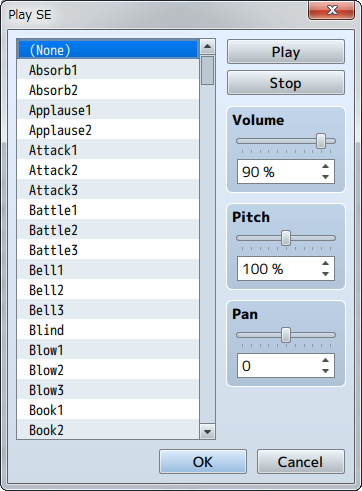 Play SE
(None)
Absorb1
Absorb2
Applause1
Applause2
Attack1
Attack2
Attack3
Battle1
Battle2
Battle3
Bell1
Bell2
Bell3
Blind
Blow1
Blow2
Blow3
Book1
Book2
Play
Stop
Volume
90 %
Pitch
100 %
Pan
0
OK
Cancel